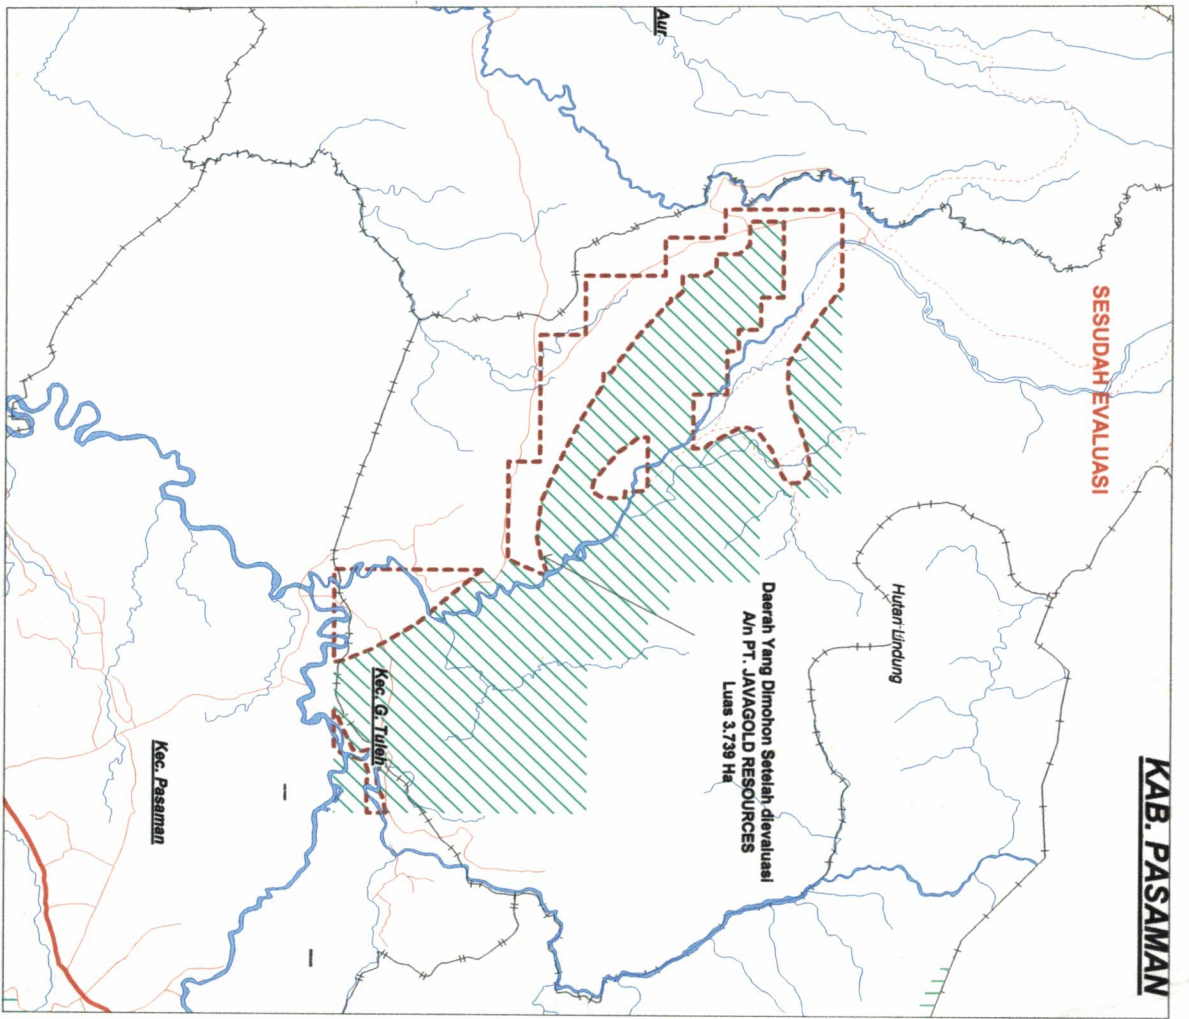 KAB. PASAMAN
SESUDAH EVALUASI
Hutan Lindung
Daerah Yang Dimohon Setelah dievaluasi
A/n PT. JAVAGOLD RESOURCES
Luas 3.739 Ha
Aur
Kec. G. Tuleh
Kec. Pasaman